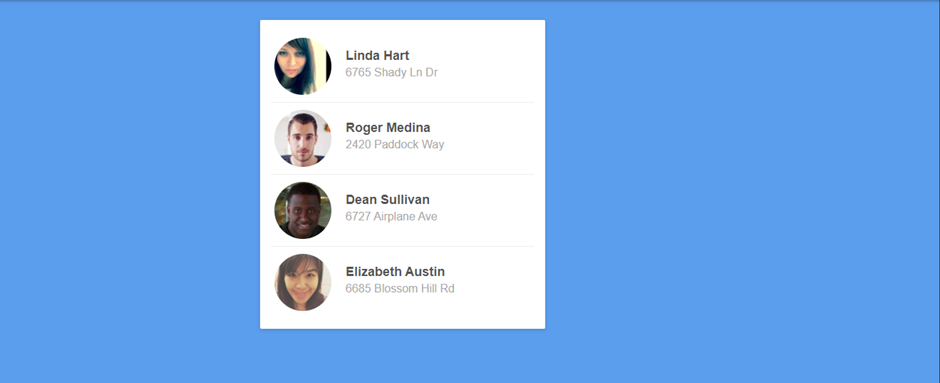 Linda Hart
6765 Shady Ln Dr
Roger Medina
2420 Paddock Way
Dean Sullivan
6727 Airplane Ave
Elizabeth Austin
6685 Blossom Hill Rd